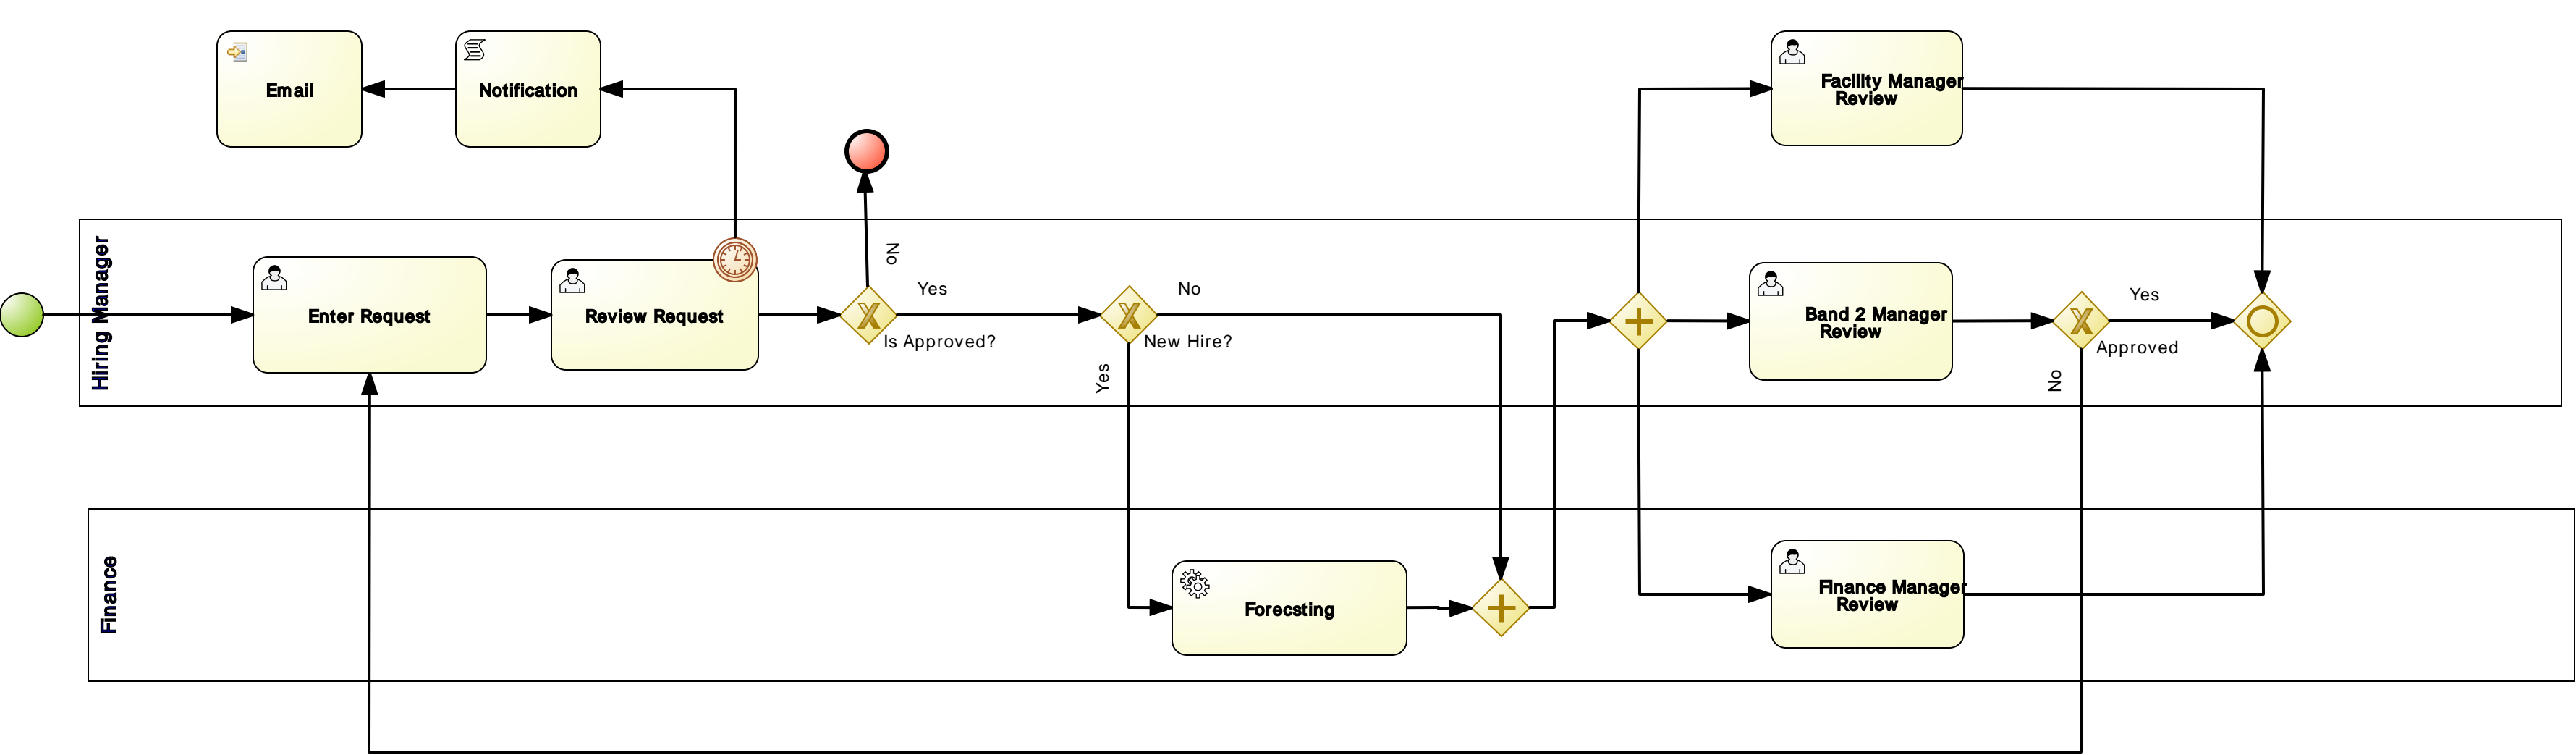 Email
Notification
Facility Manager
Review
Hiring Manager
Enter Request
Review Request
No
Yes
Is Approved?
No
New Hire?
Yes
Band 2 Manager
Review
Yes
Approved
No
Finance
Forecsting
Finance Manager
Review